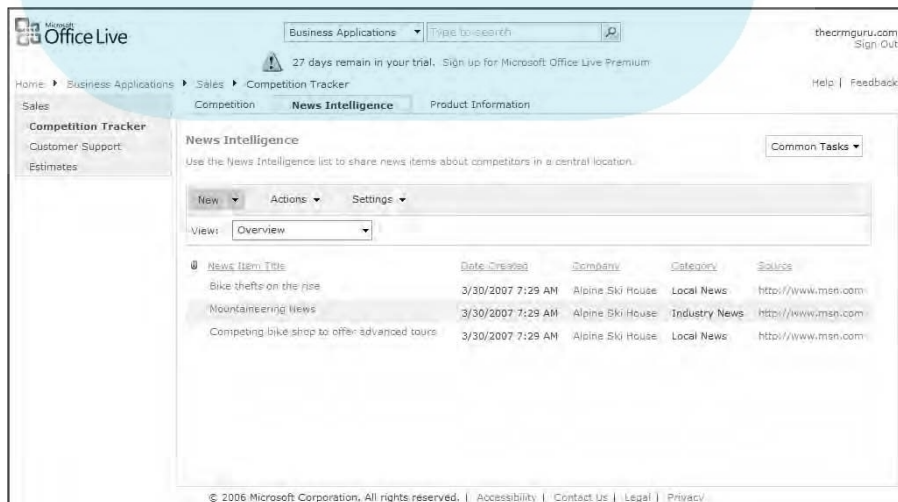 Microsoft
Office Live
Business Applications
Type to search
thecrmguru.com
Sign Out
27 days remain in your trial. Sign up for Microsoft Office Live Premium
Home Business Applications Sales Competition Tracker
Help | Feedback
Sales
Competition Tracker
Customer Support
Estimates
Competition News Intelligence Product Information
News Intelligence
Common Tasks
Use the News Intelligence list to share news items about competitors in a central location.
New Actions Settings
View: Overview
News Item Title Date Created Company Category Source
Bike thefts on the rise 3/30/2007 7:29 AM Alpine Ski House Local News http://www.msn.com
Mountaineering News 3/30/2007 7:29 AM Alpine Ski House Industry News http://www.msn.com
Competing bike shop to offer advanced tours 3/30/2007 7:29 AM Alpine Ski House Local News http://www.msn.com
© 2006 Microsoft Corporation. All rights reserved. | Accessibility | Contact Us | Legal | Privacy